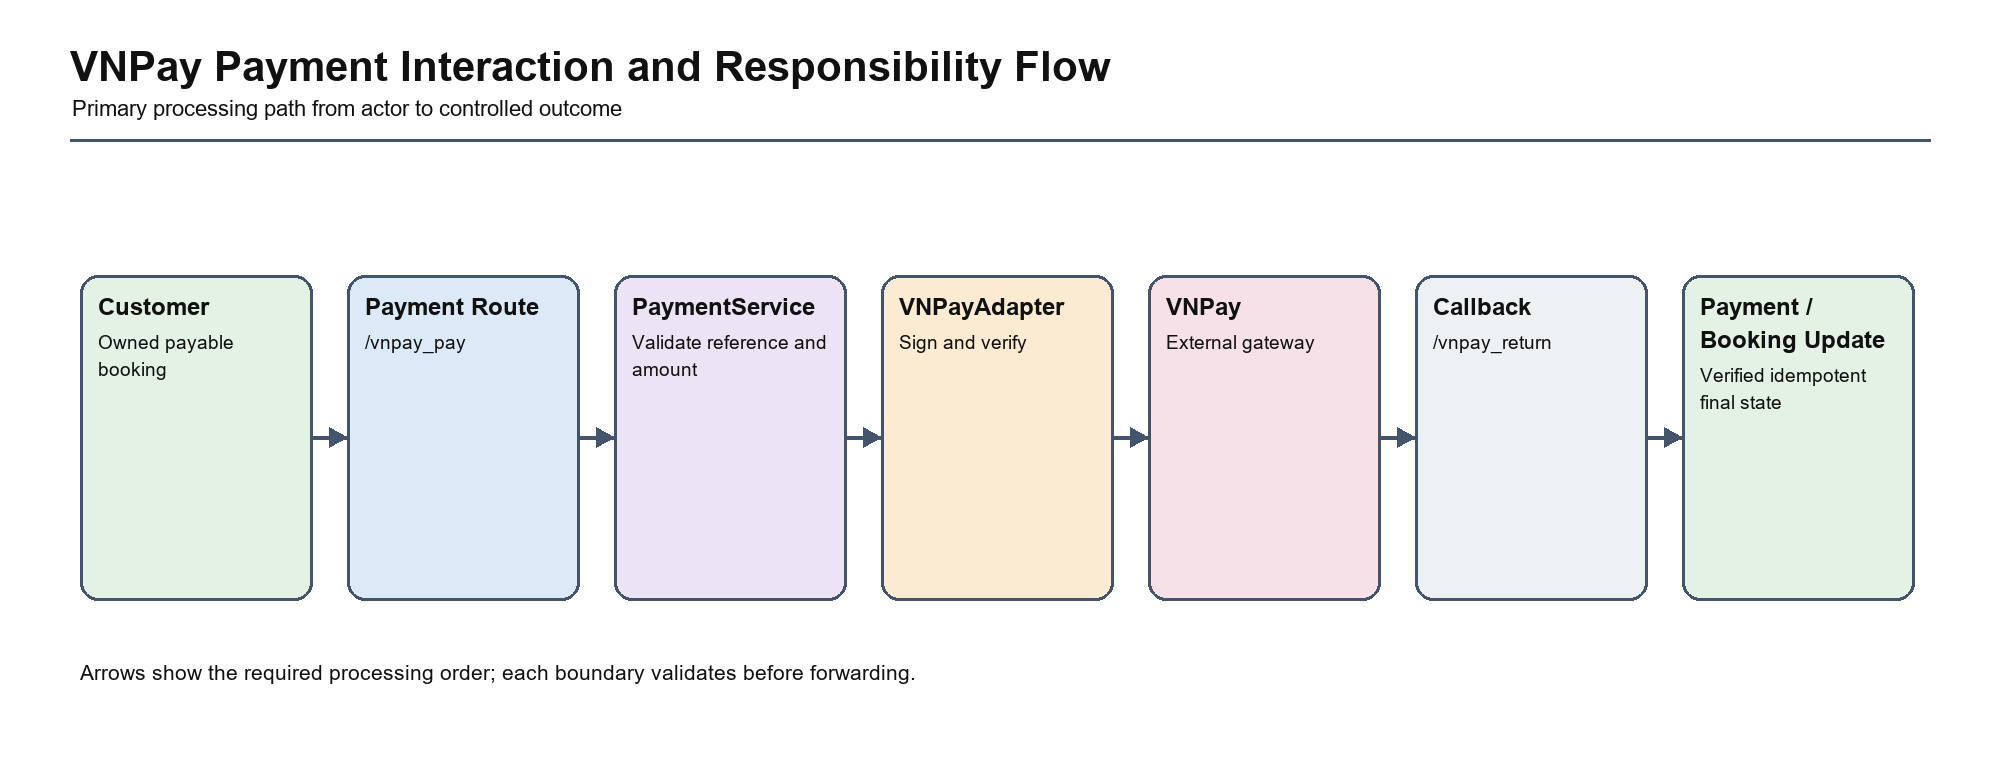 VNPay Payment Interaction and Responsibility Flow
Primary processing path from actor to controlled outcome
Customer
Owned payable
booking
Payment Route
/vnpay_pay
PaymentService
Validate reference and
amount
VNPayAdapter
Sign and verify
VNPay
External gateway
Callback
/vnpay_return
Payment /
Booking Update
Verified idempotent
final state
Arrows show the required processing order; each boundary validates before forwarding.